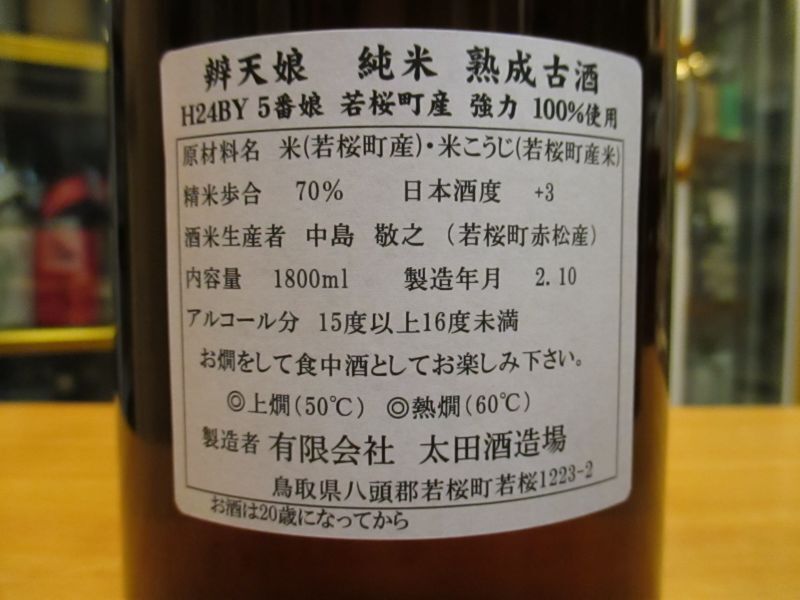 辨天娘 純米 熟成古酒
H24BY 5番娘 若桜町産 強力 100%使用
原材料名 米(若桜町産)・米こうじ(若桜町産米)
精米歩合 70% 日本酒度 +3
酒米生産者 中島 敬之 (若桜町赤松産)
内容量 1800ml 製造年月 2.10
アルコール分 15度以上16度未満
お燗をして食中酒としてお楽しみ下さい。
◎上燗(50℃) ◎熱燗(60℃)
製造者 有限会社 太田酒造場
鳥取県八頭郡若桜町若桜1223-2
お酒は20歳になってから